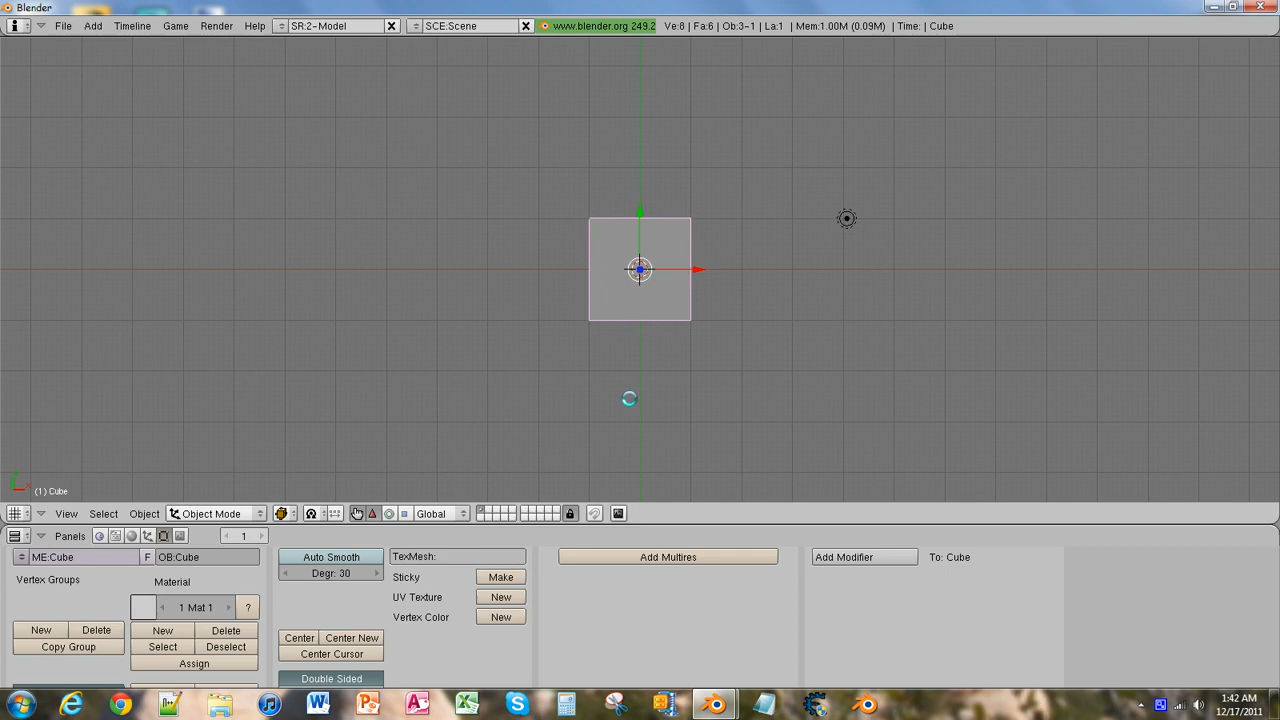 Blender
File Add Timeline Game Render Help SR:2-Model SCE:Scene www.blender.org 249.2 Ve:8 | Fa:6 | Ob:3-1 | La:1 | Mem:1.00M (0.09M) | Time: | Cube
(1) Cube
View Select Object Object Mode Global
Panels 1
ME:Cube F OB:Cube Auto Smooth TexMesh: Add Multires Add Modifier To: Cube
Degr: 30
Vertex Groups Material Sticky Make
UV Texture New
1 Mat 1 ? Vertex Color New
New Delete New Delete Center Center New
Copy Group Select Deselect Center Cursor
Assign
Double Sided
1:42 AM
12/17/2011